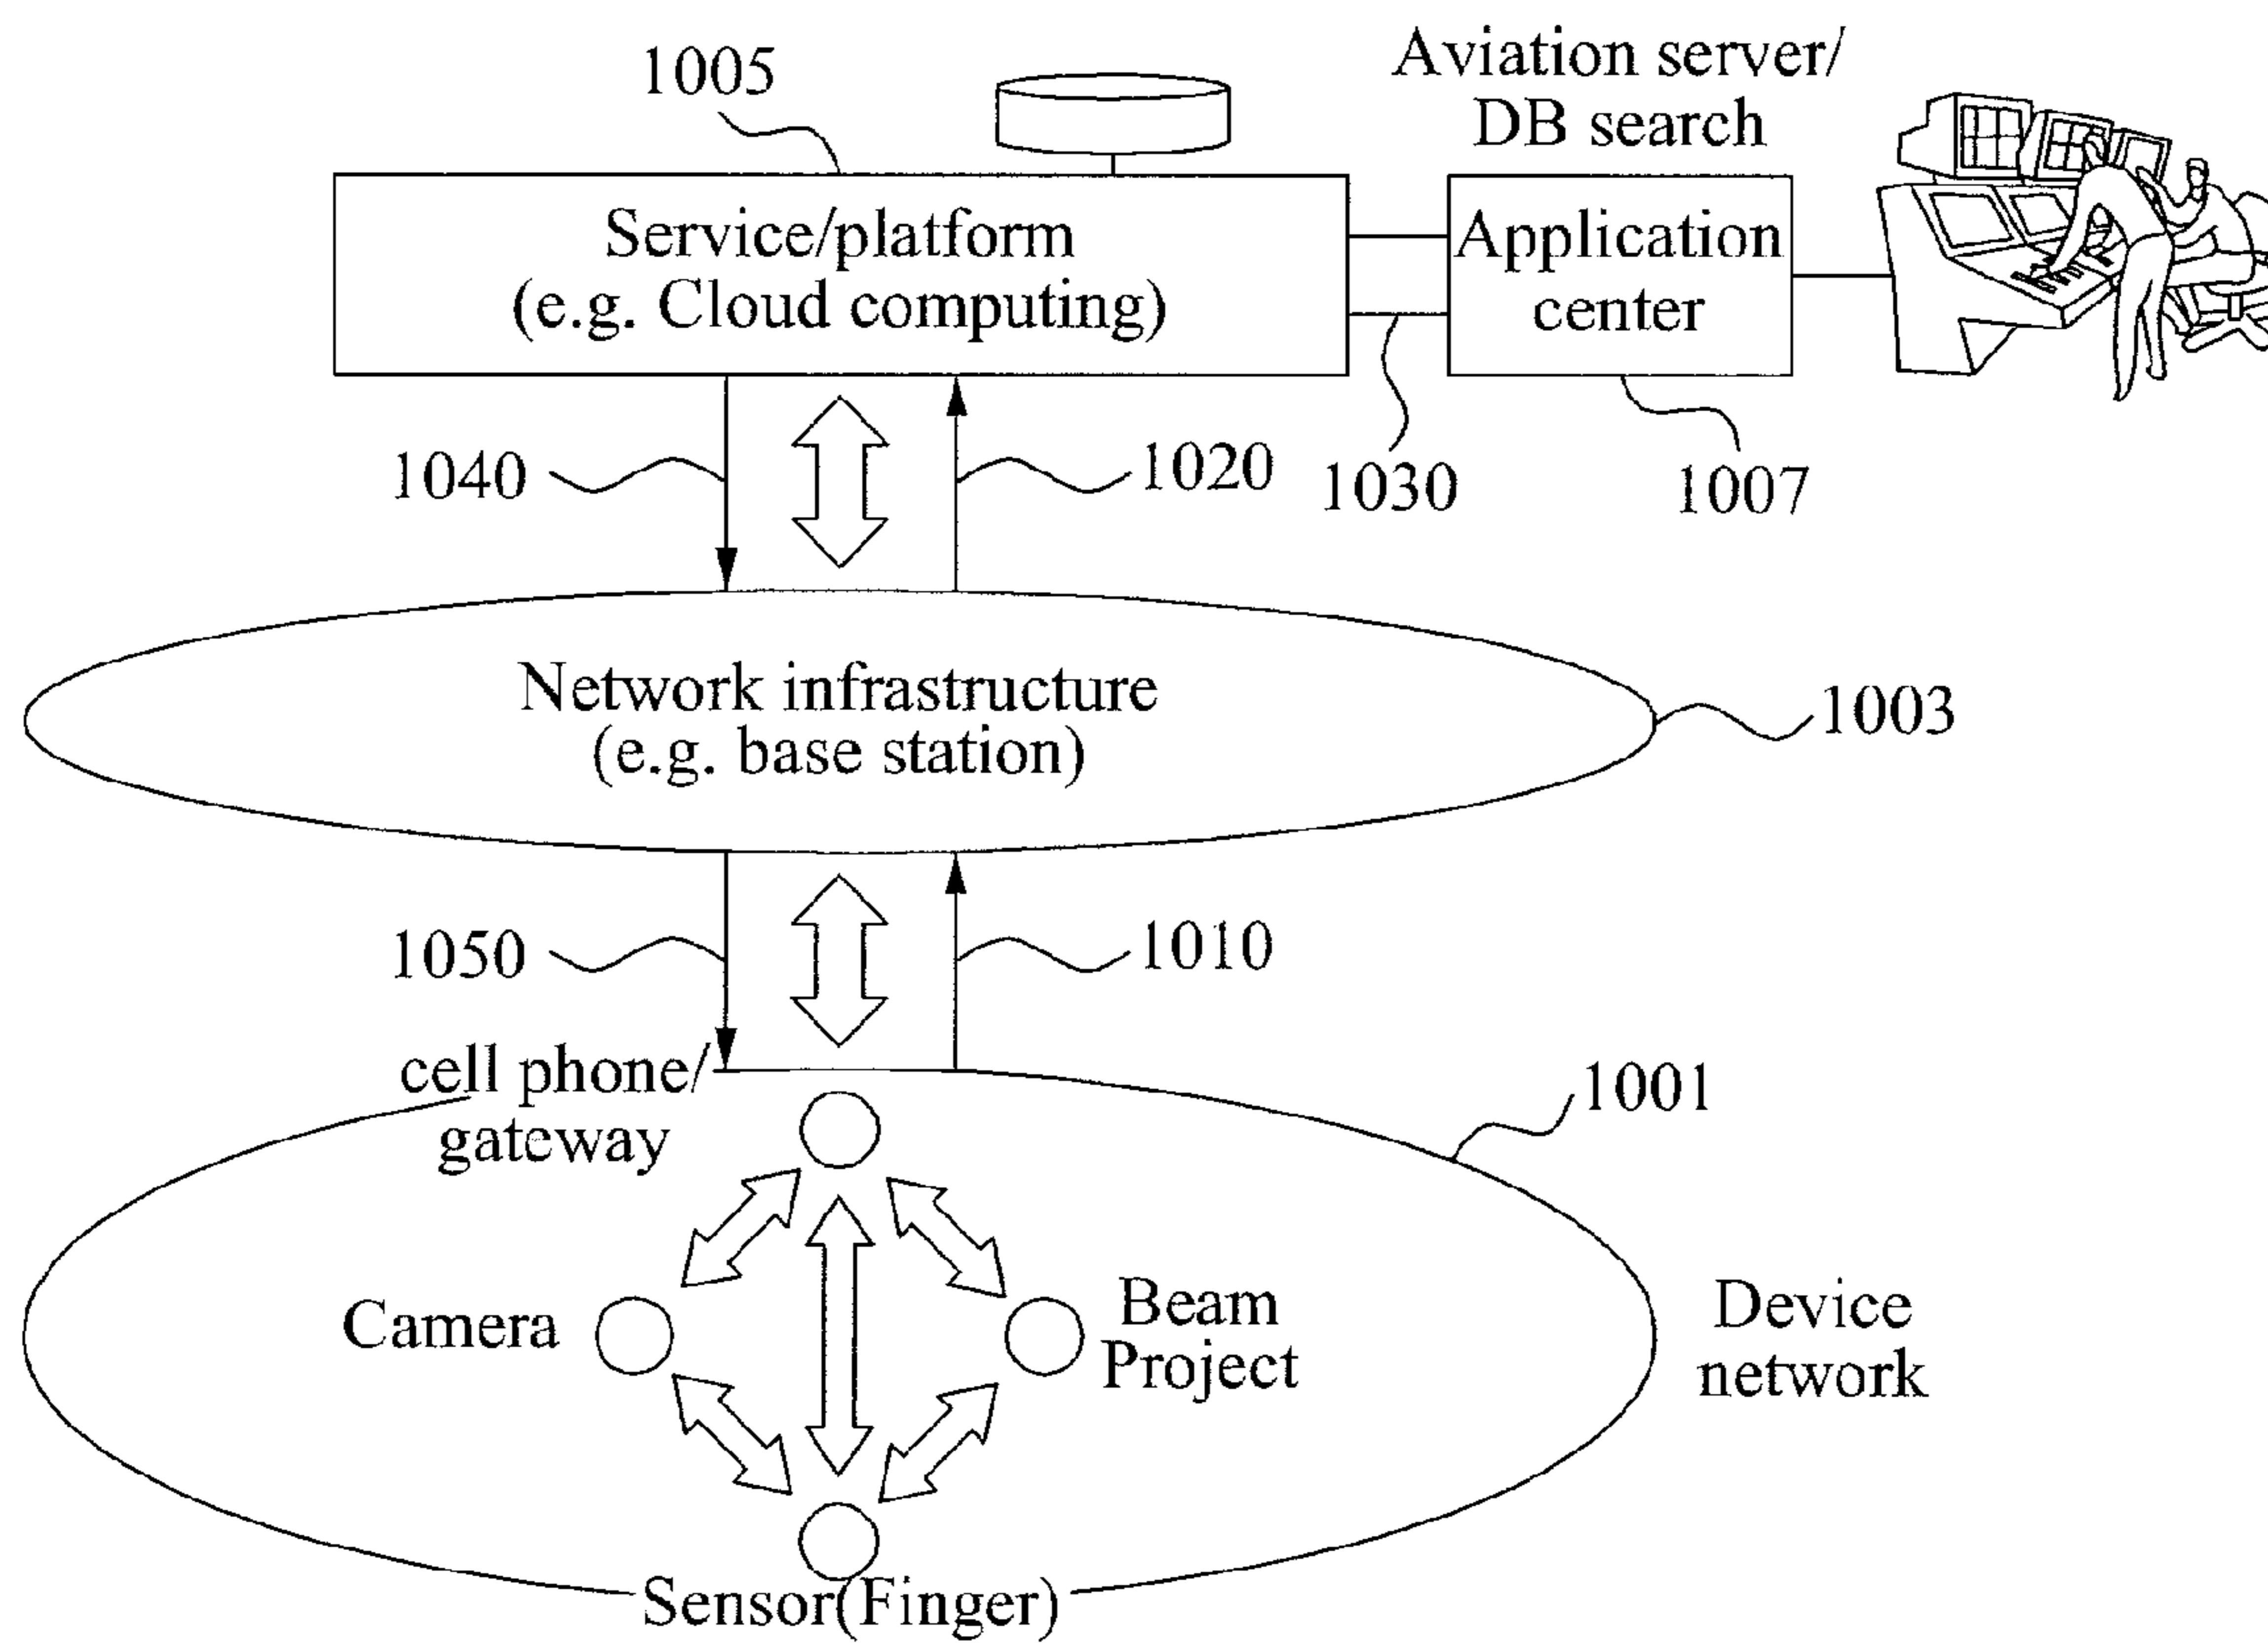 1005
Aviation server/
DB search
Service/platform
(e.g. Cloud computing)
Application
center
1040
1020
1030
1007
Network infrastructure
(e.g. base station)
1003
1050
1010
cell phone/
gateway
1001
Camera
Beam
Project
Device
network
Sensor(Finger)